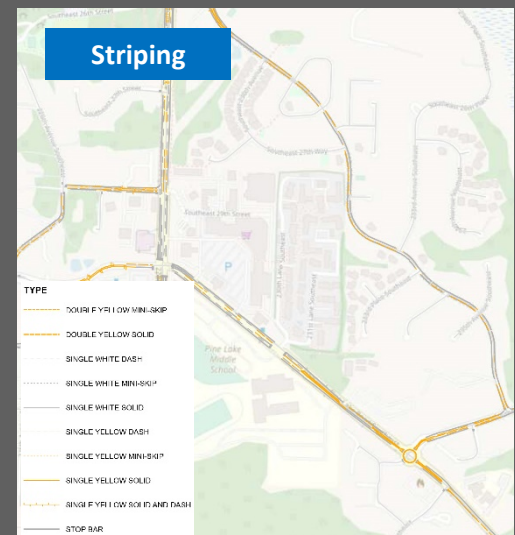 Striping
Southeast 28th Way
Southeast 29th Street
P
Pine Lake
Middle
School
TYPE
DOUBLE YELLOW MINI-SKIP
DOUBLE YELLOW SOLID
SINGLE WHITE DASH
SINGLE WHITE MINI-SKIP
SINGLE WHITE SOLID
SINGLE YELLOW DASH
SINGLE YELLOW MINI-SKIP
SINGLE YELLOW SOLID
SINGLE YELLOW SOLID AND DASH
STOP BAR